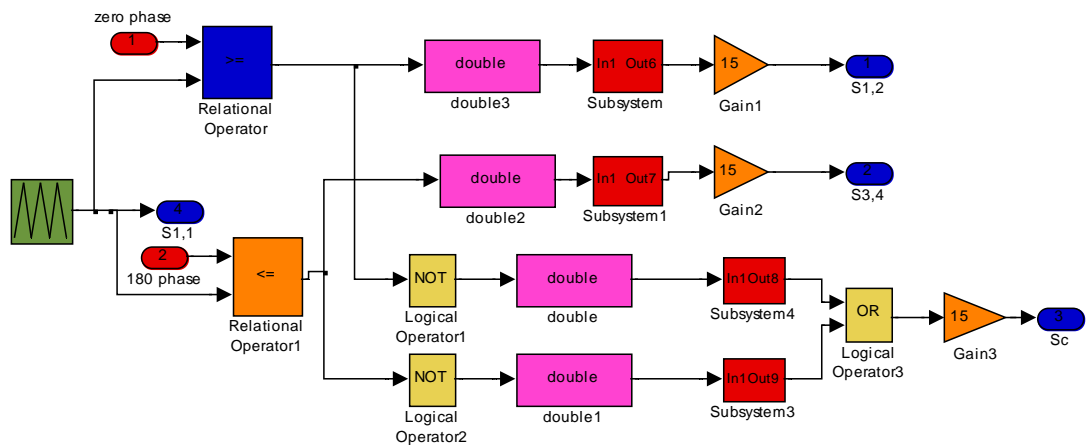 zero phase
1
>=
Relational
Operator
double
double3
In1 Out6
Subsystem
15
Gain1
1
S1,2
double
double2
In1 Out7
Subsystem1
15
Gain2
2
S3,4
4
S1,1
2
180 phase
<=
Relational
Operator1
NOT
Logical
Operator1
double
double
In1Out8
Subsystem4
OR
Logical
Operator3
15
Gain3
3
Sc
NOT
Logical
Operator2
double
double1
In1Out9
Subsystem3